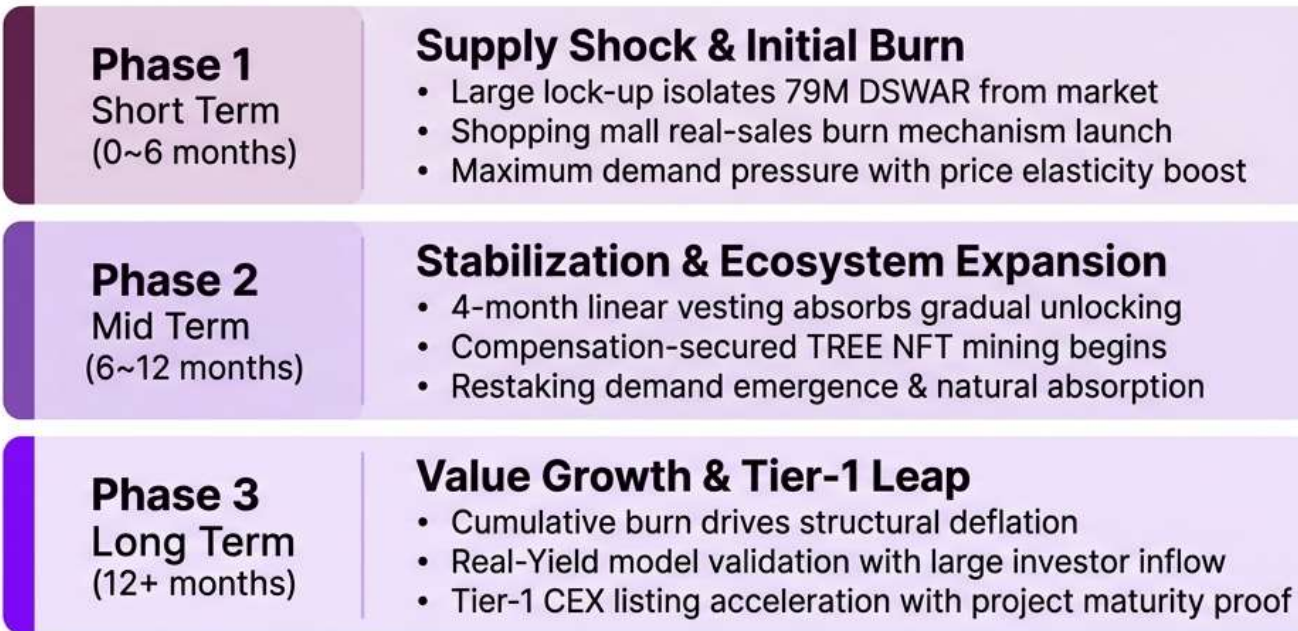 Phase 1
Short Term
(0~6 months)
Supply Shock & Initial Burn
• Large lock-up isolates 79M DSWAR from market
• Shopping mall real-sales burn mechanism launch
• Maximum demand pressure with price elasticity boost
Phase 2
Mid Term
(6~12 months)
Stabilization & Ecosystem Expansion
• 4-month linear vesting absorbs gradual unlocking
• Compensation-secured TREE NFT mining begins
• Restaking demand emergence & natural absorption
Phase 3
Long Term
(12+ months)
Value Growth & Tier-1 Leap
• Cumulative burn drives structural deflation
• Real-Yield model validation with large investor inflow
• Tier-1 CEX listing acceleration with project maturity proof